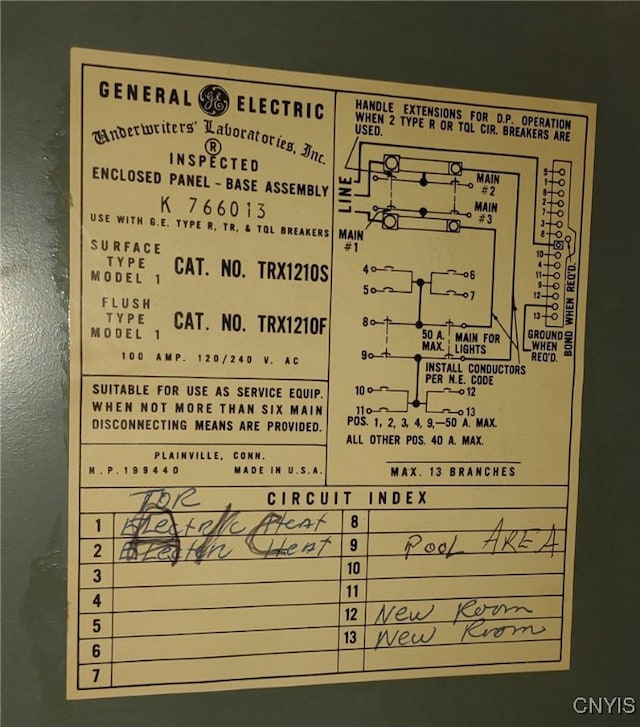 GENERAL GE ELECTRIC
Underwriters' Laboratories, Inc.
®
INSPECTED
ENCLOSED PANEL - BASE ASSEMBLY
K 766013
USE WITH G.E. TYPE R, TR, & TQL BREAKERS
SURFACE
TYPE
MODEL 1
CAT. NO. TRX1210S
FLUSH
TYPE
MODEL 1
CAT. NO. TRX1210F
100 AMP. 120/240 V. AC
SUITABLE FOR USE AS SERVICE EQUIP.
WHEN NOT MORE THAN SIX MAIN
DISCONNECTING MEANS ARE PROVIDED.
PLAINVILLE, CONN.
N.P.199440 MADE IN U.S.A.
HANDLE EXTENSIONS FOR D.P. OPERATION
WHEN 2 TYPE R OR TQL CIR. BREAKERS ARE
USED.
LINE
MAIN
#2
MAIN
#3
MAIN
#1
4 6
5 7
8
50 A. MAIN FOR
MAX. LIGHTS
9
INSTALL CONDUCTORS
PER N.E. CODE
10 12
11 13
GROUND
WHEN
REQ'D.
BOND WHEN REQ'D.
POS. 1, 2, 3, 4, 9,—50 A. MAX.
ALL OTHER POS. 40 A. MAX.
MAX. 13 BRANCHES
CIRCUIT INDEX
1 Electric Heat
2 Heat
A/C
3
4
5
6
7
8
9 POOL AREA
10
11
12 New Room
13 New Room